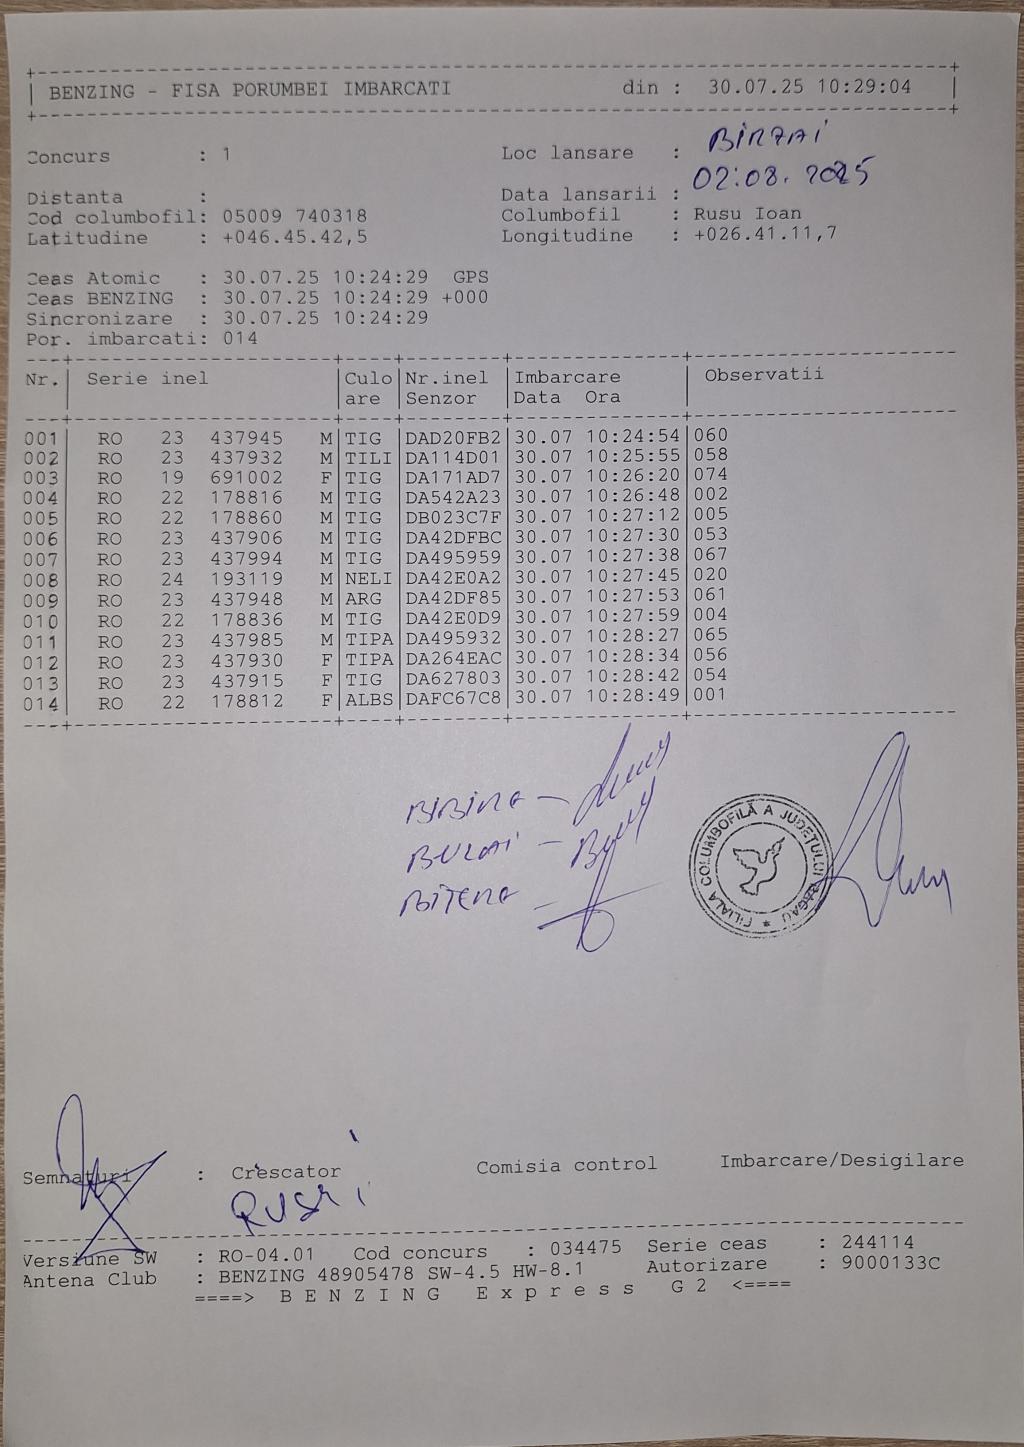 BENZING - FISA PORUMBEI IMBARCATI din : 30.07.25 10:29:04
Concurs : 1 Loc lansare : BIRZAI
Distanta : Data lansarii : 02.08.2025
Cod columbofil: 05009 740318 Columbofil : Rusu Ioan
Latitudine : +046.45.42,5 Longitudine : +026.41.11,7
Ceas Atomic : 30.07.25 10:24:29 GPS
Ceas BENZING : 30.07.25 10:24:29 +000
Sincronizare : 30.07.25 10:24:29
Por. imbarcati: 014
Nr. Serie inel Culo Nr.inel Imbarcare Observatii
are Senzor Data Ora
001 RO 23 437945 M TIG DAD20FB2 30.07 10:24:54 060
002 RO 23 437932 M TILI DA114D01 30.07 10:25:55 058
003 RO 19 691002 F TIG DA171AD7 30.07 10:26:20 074
004 RO 22 178816 M TIG DA542A23 30.07 10:26:48 002
005 RO 22 178860 M TIG DB023C7F 30.07 10:27:12 005
006 RO 23 437906 M TIG DA42DFBC 30.07 10:27:30 053
007 RO 23 437994 M TIG DA495959 30.07 10:27:38 067
008 RO 24 193119 M NELI DA42E0A2 30.07 10:27:45 020
009 RO 23 437948 M ARG DA42DF85 30.07 10:27:53 061
010 RO 22 178836 M TIG DA42E0D9 30.07 10:27:59 004
011 RO 23 437985 M TIPA DA495932 30.07 10:28:27 065
012 RO 23 437930 F TIPA DA264EAC 30.07 10:28:34 056
013 RO 23 437915 F TIG DA627803 30.07 10:28:42 054
014 RO 22 178812 F ALBS DAFC67C8 30.07 10:28:49 001
FILIALA COLUMBOFILĂ A JUDEȚULUI BACĂU
Semnaturi : Crescator Comisia control Imbarcare/Desigilare
Versiune SW : RO-04.01 Cod concurs : 034475 Serie ceas : 244114
Antena Club : BENZING 48905478 SW-4.5 HW-8.1 Autorizare : 9000133C
====> B E N Z I N G E x p r e s s G 2 <====